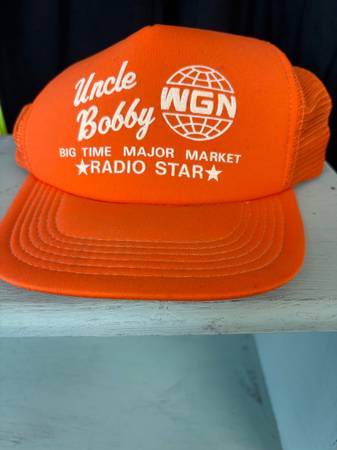 Uncle
Bobby
WGN
BIG TIME MAJOR MARKET
★RADIO STAR★